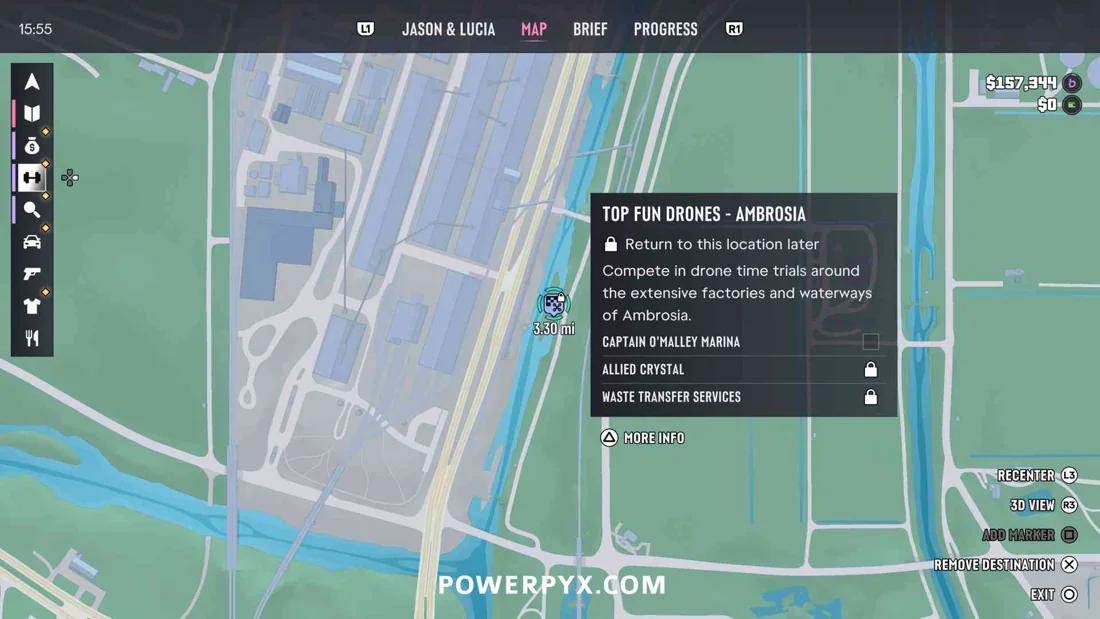 15:55
L1 JASON & LUCIA MAP BRIEF PROGRESS R1
$157,344
$0
TOP FUN DRONES - AMBROSIA
Return to this location later
Compete in drone time trials around
the extensive factories and waterways
of Ambrosia.
CAPTAIN O'MALLEY MARINA
ALLIED CRYSTAL
WASTE TRANSFER SERVICES
3.30 mi
MORE INFO
RECENTER L3
3D VIEW R3
ADD MARKER
REMOVE DESTINATION
EXIT
POWERPYX.COM